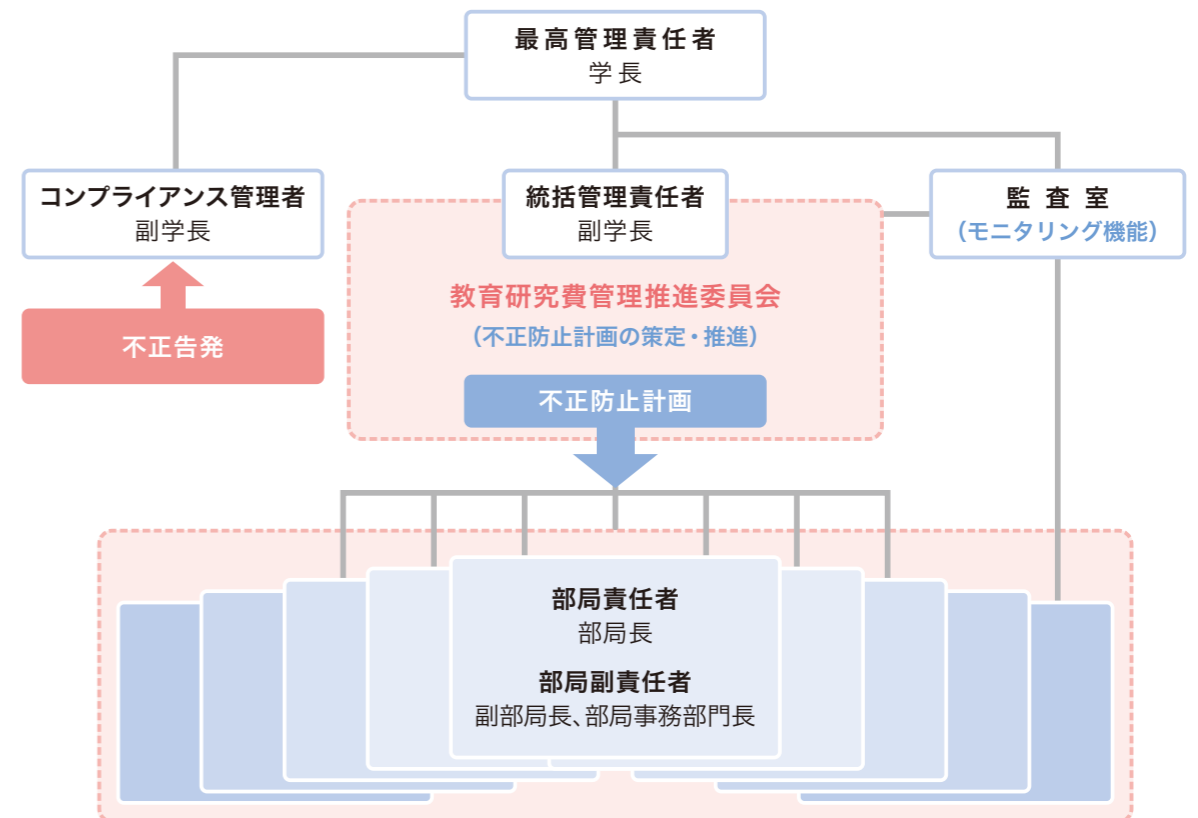 最高管理責任者
学長
コンプライアンス管理者
副学長
統括管理責任者
副学長
監査室
（モニタリング機能）
不正告発
教育研究費管理推進委員会
（不正防止計画の策定・推進）
不正防止計画
部局責任者
部局長
部局副責任者
副部局長、部局事務部門長